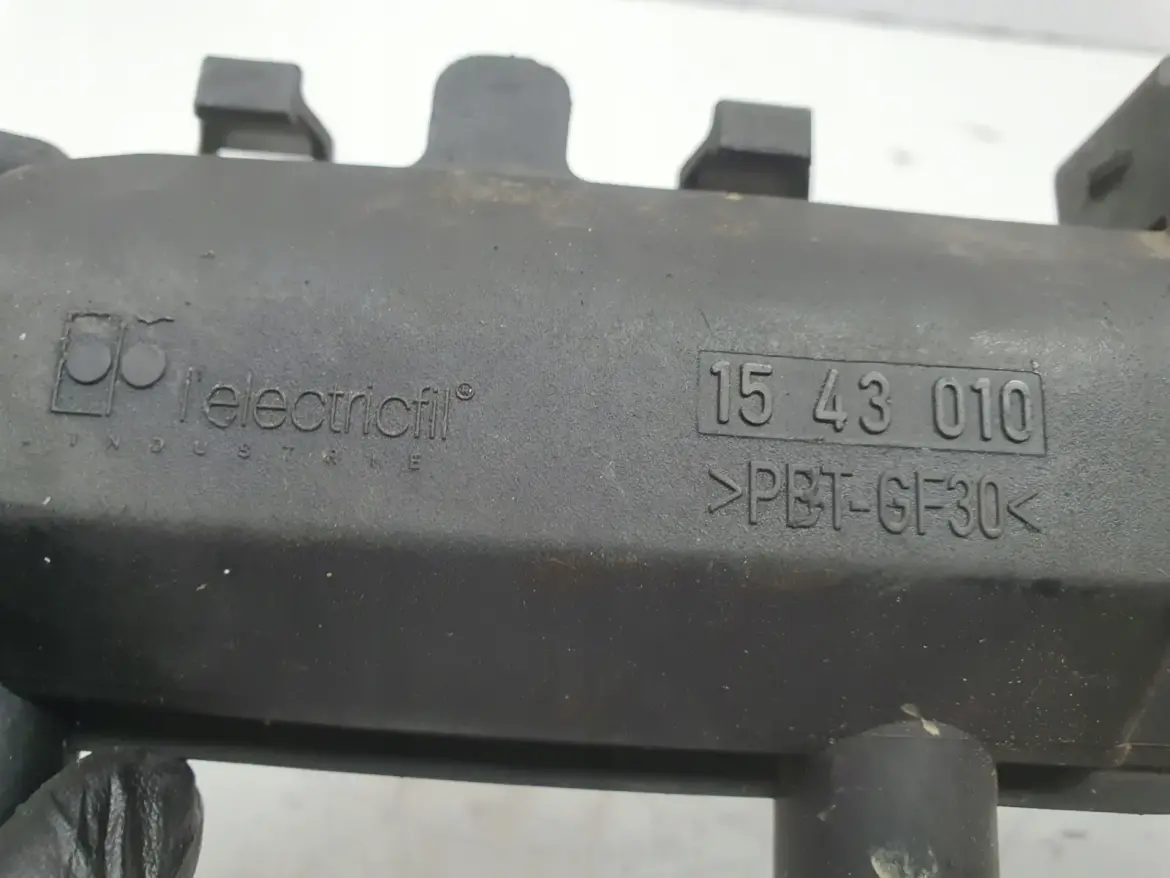 l'electricfil®
INDUSTRIE
15 43 010
>PBT-GF30<